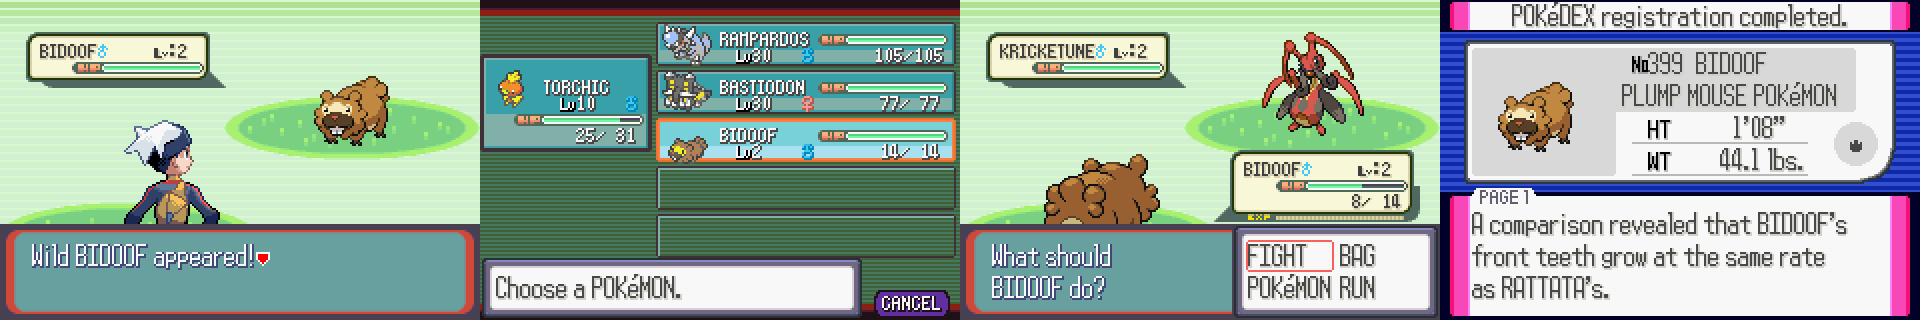 BIDOOF♂ Lv:2
Wild BIDOOF appeared!
TORCHIC
Lv10 ♂
25/ 31
RAMPARDOS
Lv30 ♂ 105/105
BASTIODON
Lv30 ♀ 77/ 77
BIDOOF
Lv2 ♂ 14/ 14
Choose a POKéMON.
CANCEL
KRICKETUNE♂ Lv:2
BIDOOF♂ Lv:2
8/ 14
EXP
What should
BIDOOF do?
FIGHT BAG
POKéMON RUN
POKéDEX registration completed.
№399 BIDOOF
PLUMP MOUSE POKéMON
HT 1'08"
WT 44.1 lbs.
PAGE 1
A comparison revealed that BIDOOF's
front teeth grow at the same rate
as RATTATA's.